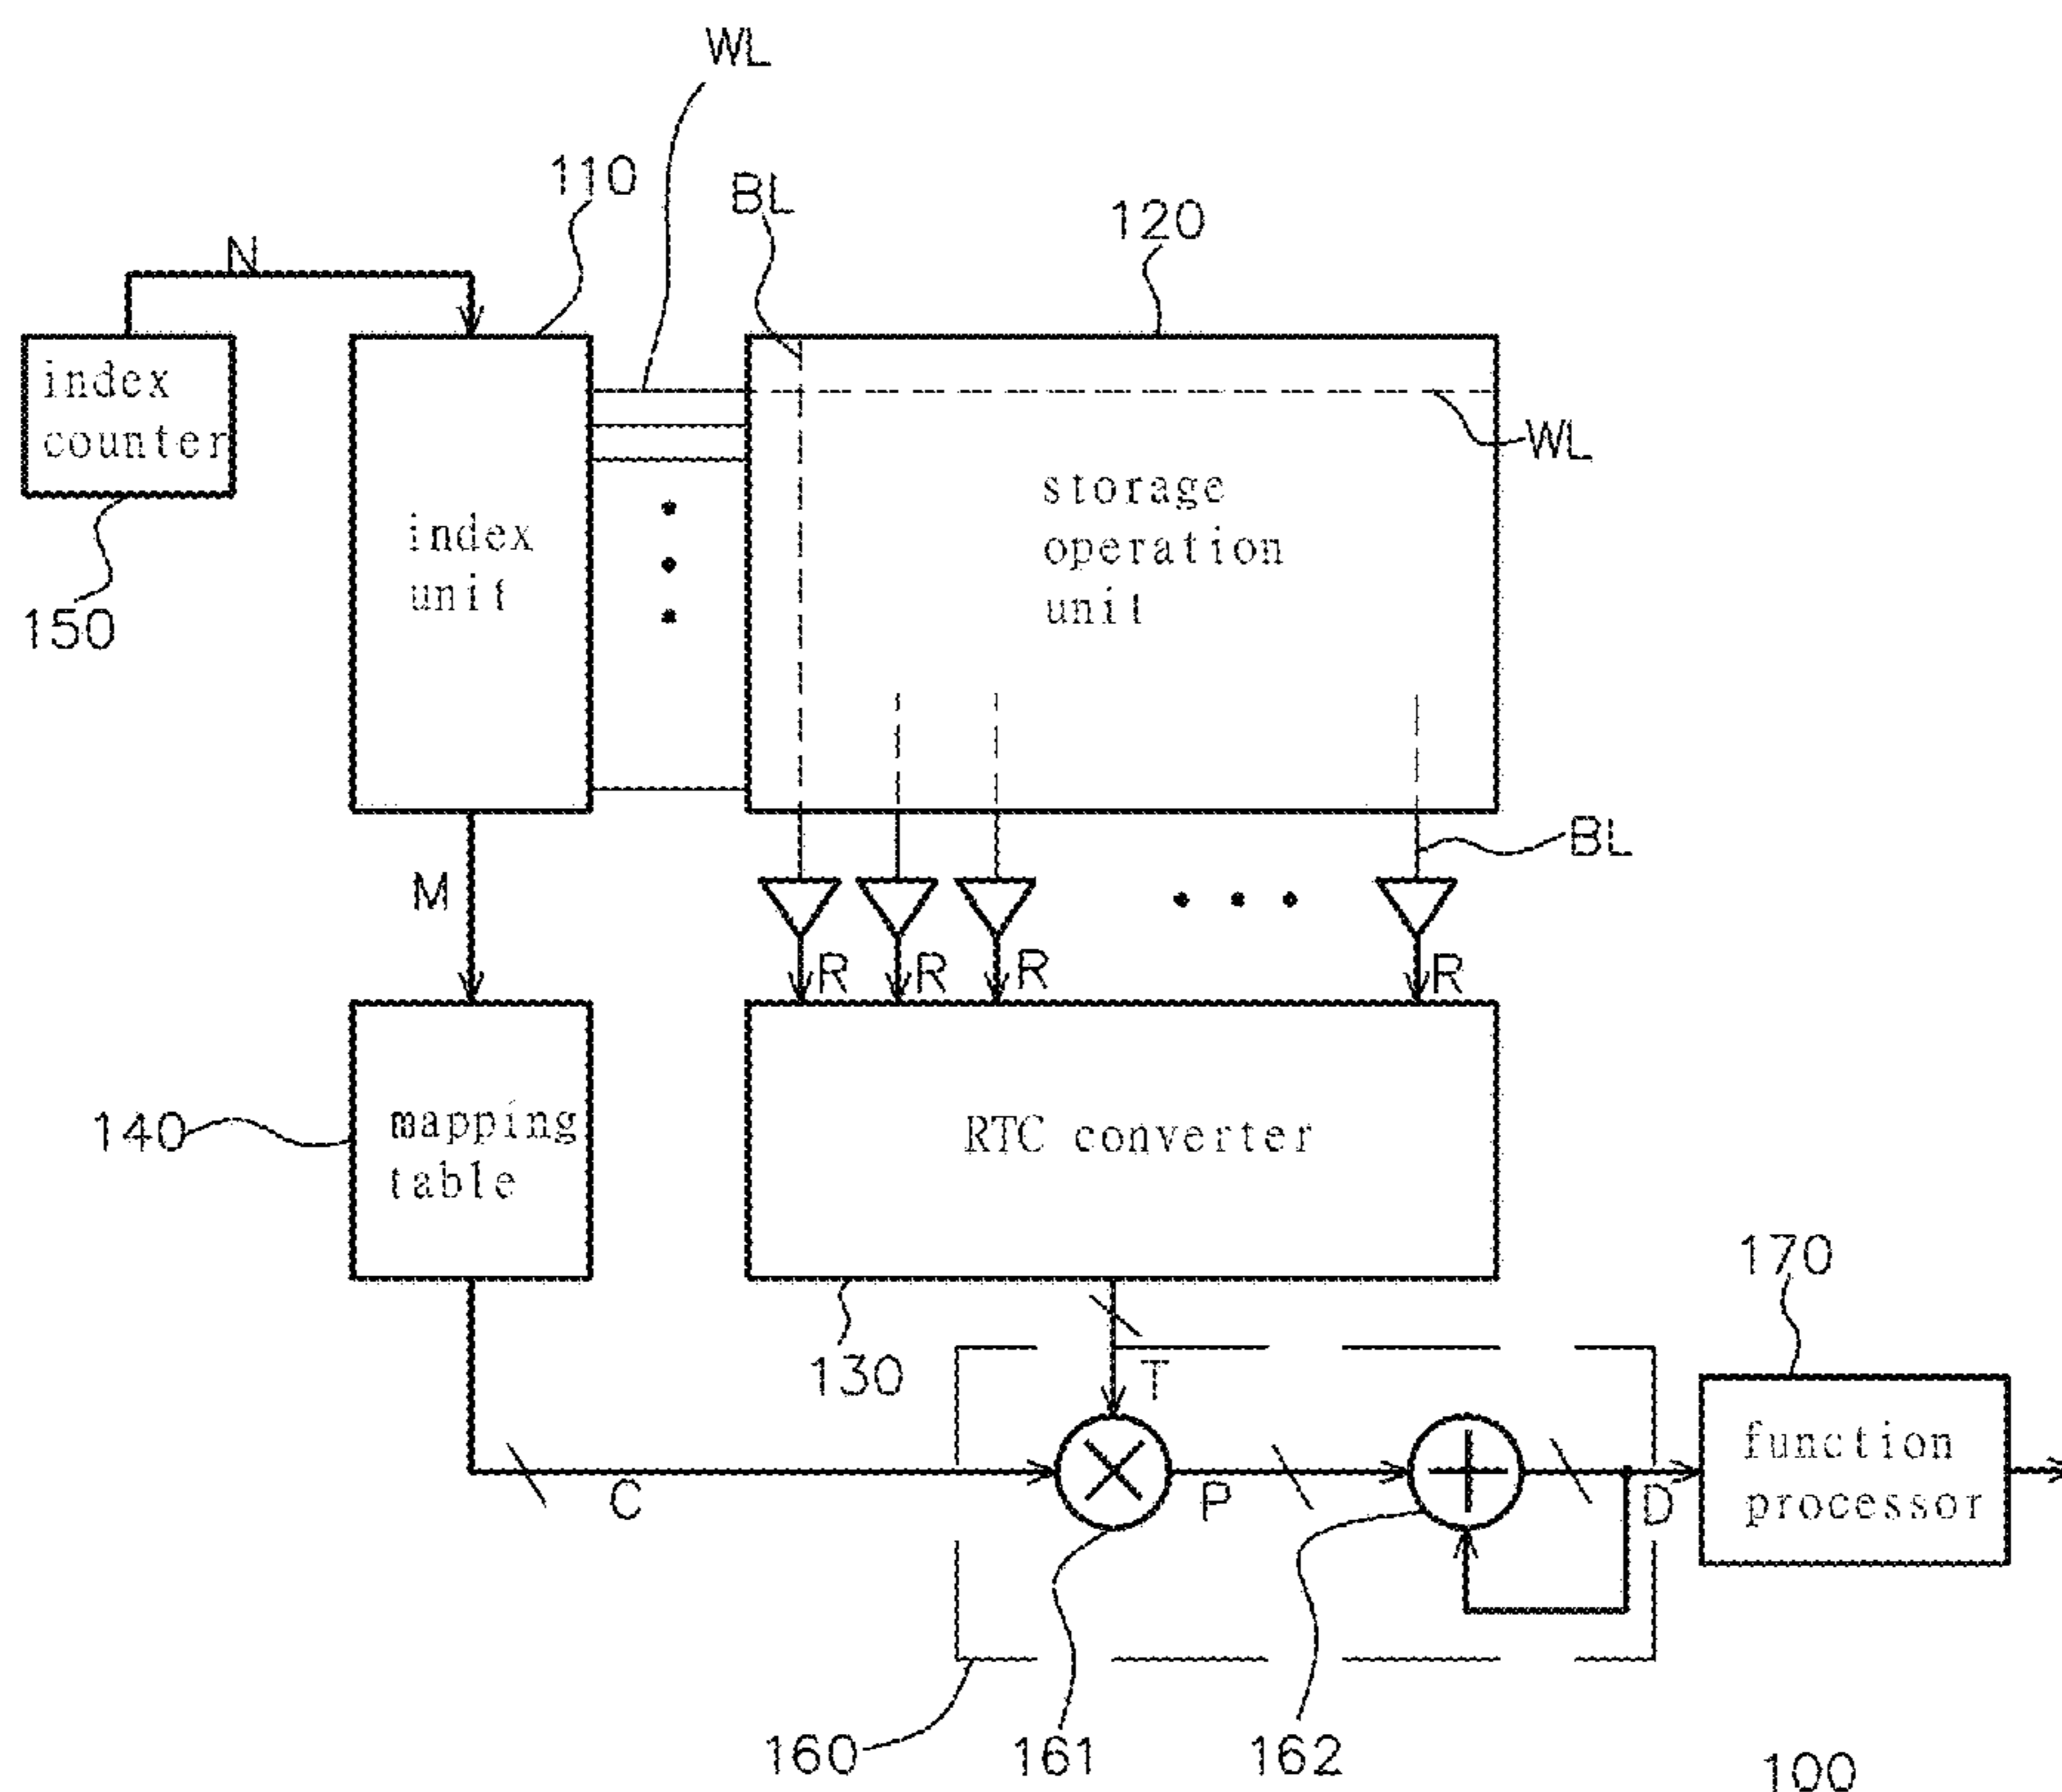 WL
110
BL
120
N
index
counter
WL
storage
operation
unit
index
unit
150
BL
M
R
R
R
R
140
mapping
table
RTC converter
170
130
T
function
processor
C
P
D
160
161
162
100